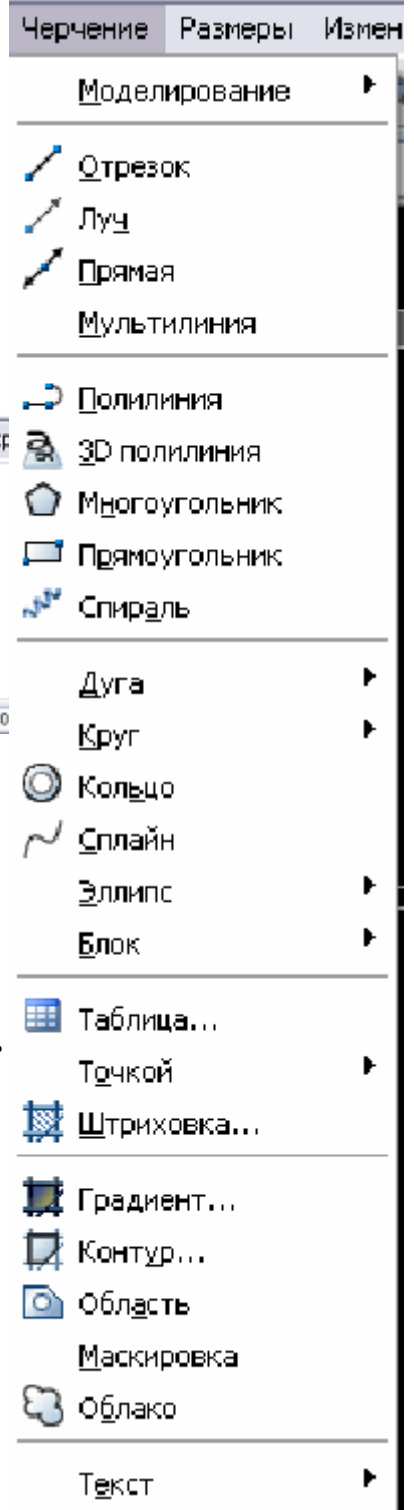 Черчение Размеры Измен
Моделирование
Отрезок
Луч
Прямая
Мультилиния
Полилиния
3D полилиния
Многоугольник
Прямоугольник
Спираль
Дуга
Круг
Кольцо
Сплайн
Эллипс
Блок
Таблица...
Точкой
Штриховка...
Градиент...
Контур...
Область
Маскировка
Облако
Текст